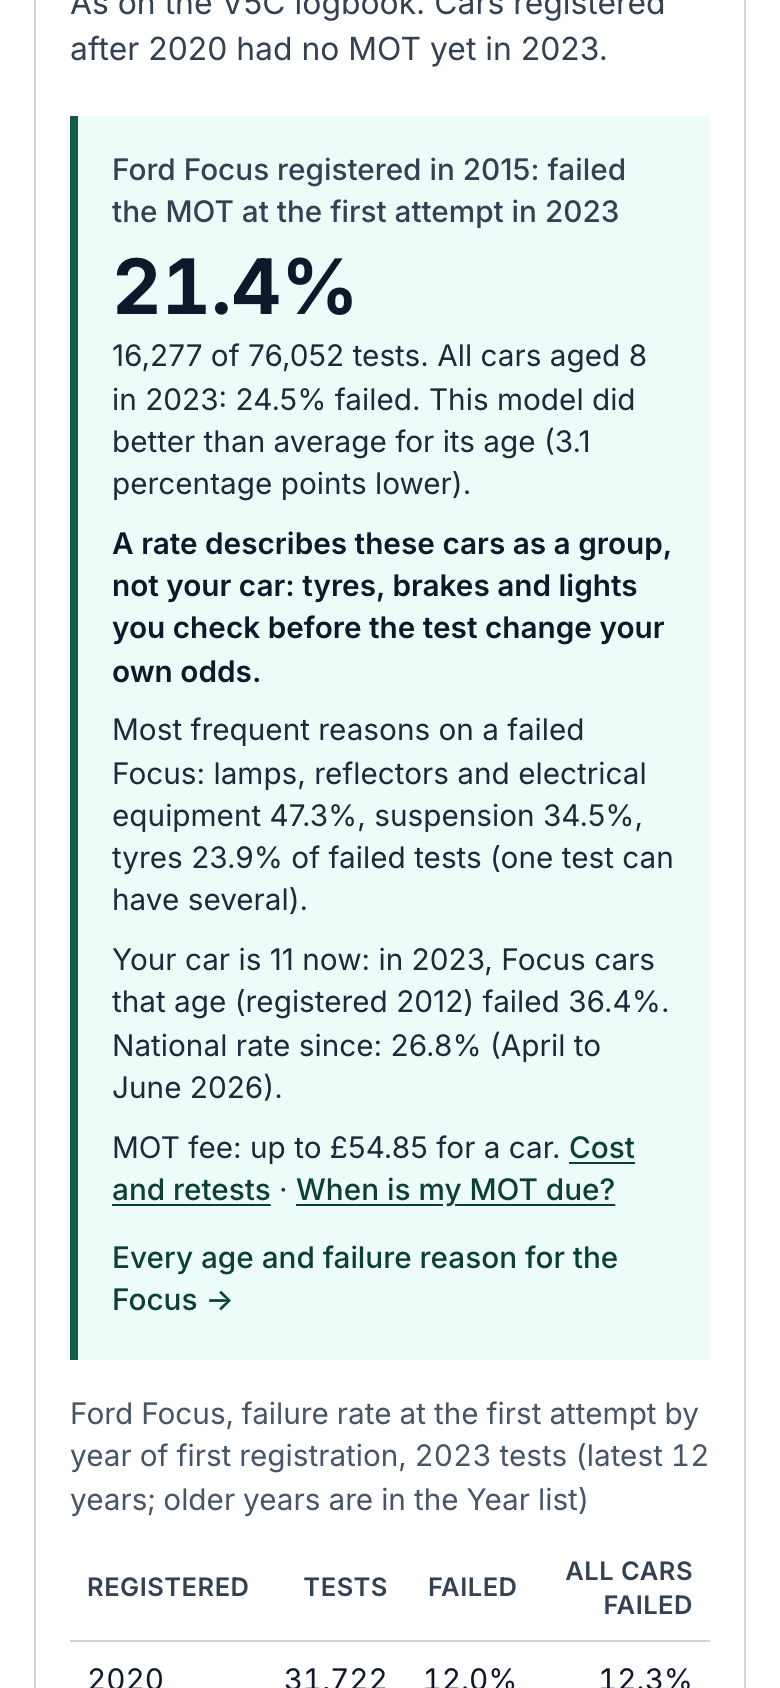 As on the V5C logbook. Cars registered
after 2020 had no MOT yet in 2023.
Ford Focus registered in 2015: failed
the MOT at the first attempt in 2023
21.4%
16,277 of 76,052 tests. All cars aged 8
in 2023: 24.5% failed. This model did
better than average for its age (3.1
percentage points lower).
A rate describes these cars as a group,
not your car: tyres, brakes and lights
you check before the test change your
own odds.
Most frequent reasons on a failed
Focus: lamps, reflectors and electrical
equipment 47.3%, suspension 34.5%,
tyres 23.9% of failed tests (one test can
have several).
Your car is 11 now: in 2023, Focus cars
that age (registered 2012) failed 36.4%.
National rate since: 26.8% (April to
June 2026).
MOT fee: up to £54.85 for a car. Cost
and retests · When is my MOT due?
Every age and failure reason for the
Focus →
Ford Focus, failure rate at the first attempt by
year of first registration, 2023 tests (latest 12
years; older years are in the Year list)
REGISTERED TESTS FAILED ALL CARS
FAILED
2020 31,722 12.0% 12.3%